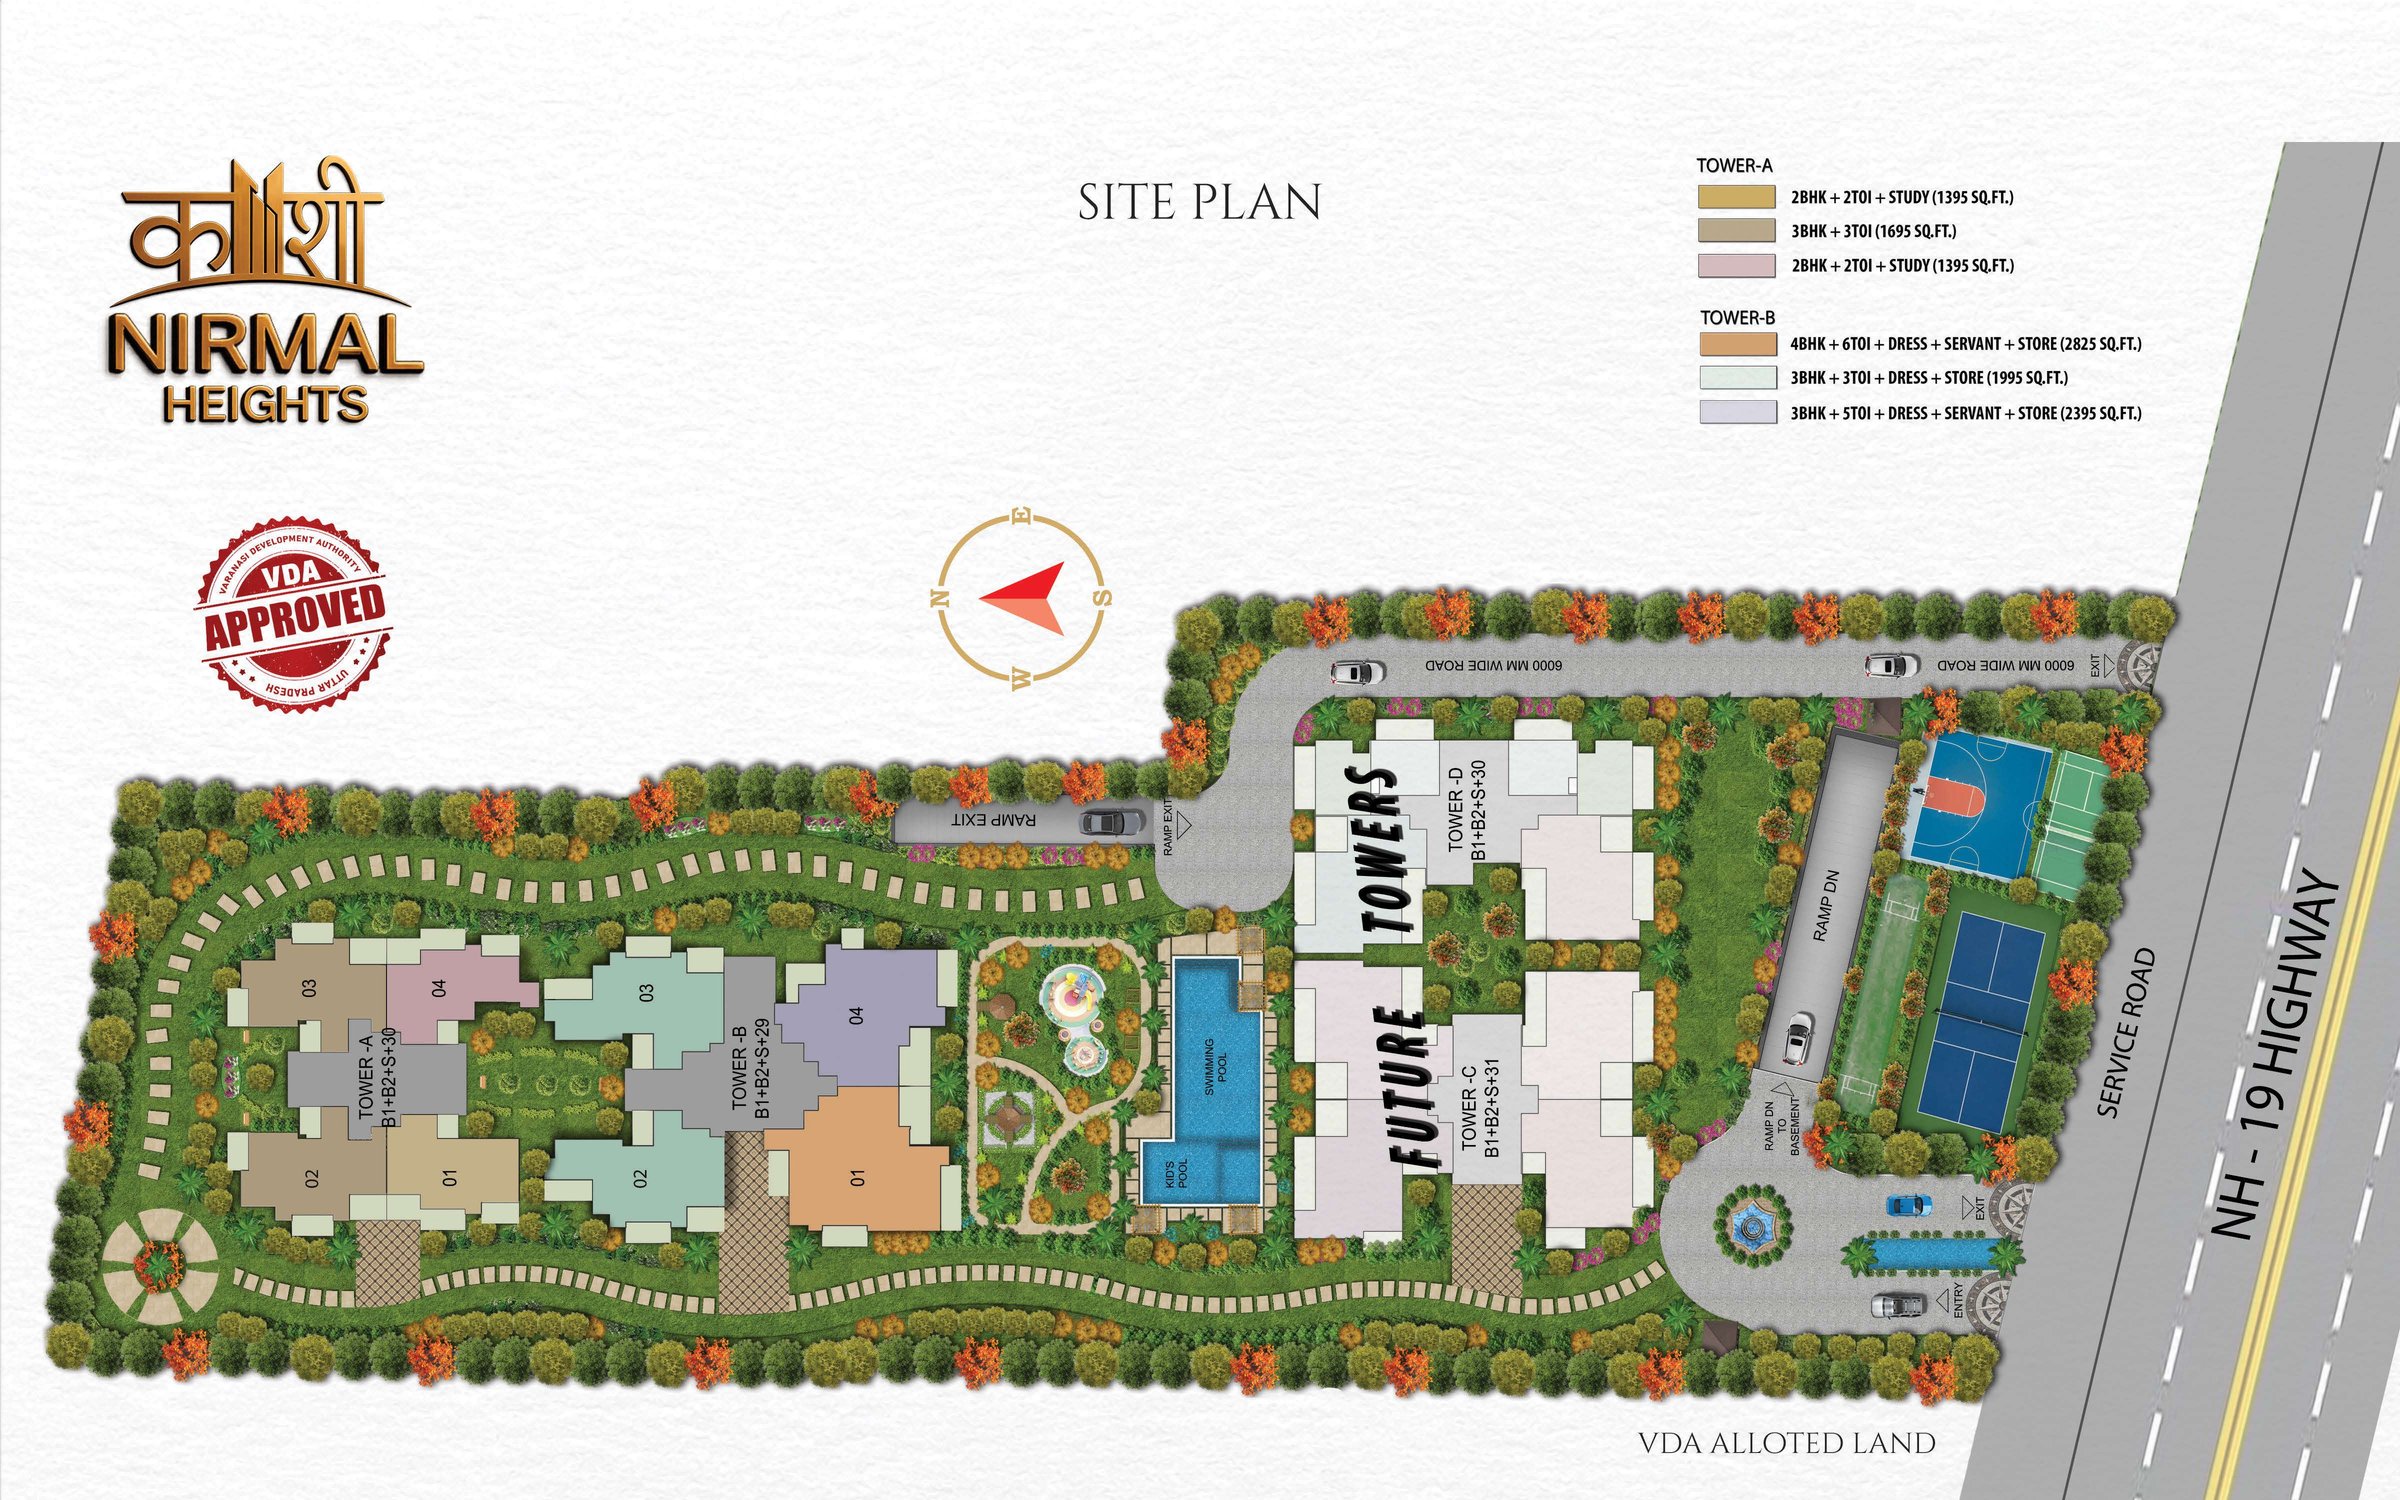 काशी
NIRMAL
HEIGHTS
SITE PLAN
TOWER-A
2BHK + 2TOI + STUDY (1395 SQ.FT.)
3BHK + 3TOI (1695 SQ.FT.)
2BHK + 2TOI + STUDY (1395 SQ.FT.)
TOWER-B
4BHK + 6TOI + DRESS + SERVANT + STORE (2825 SQ.FT.)
3BHK + 3TOI + DRESS + STORE (1995 SQ.FT.)
3BHK + 5TOI + DRESS + SERVANT + STORE (2395 SQ.FT.)
VARANASI DEVELOPMENT AUTHORITY
VDA
APPROVED
UTTAR PRADESH
E
N
S
W
6000 MM WIDE ROAD
6000 MM WIDE ROAD
EXIT
RAMP EXIT
RAMP EXIT
03
04
TOWER -A
B1+B2+S+30
02
01
03
04
TOWER -B
B1+B2+S+29
02
01
SWIMMING
POOL
KID'S
POOL
FUTURE TOWERS
TOWER -D
B1+B2+S+30
TOWER -C
B1+B2+S+31
RAMP DN
RAMP DN
TO
BASEMENT
EXIT
ENTRY
SERVICE ROAD
NH - 19 HIGHWAY
VDA ALLOTED LAND